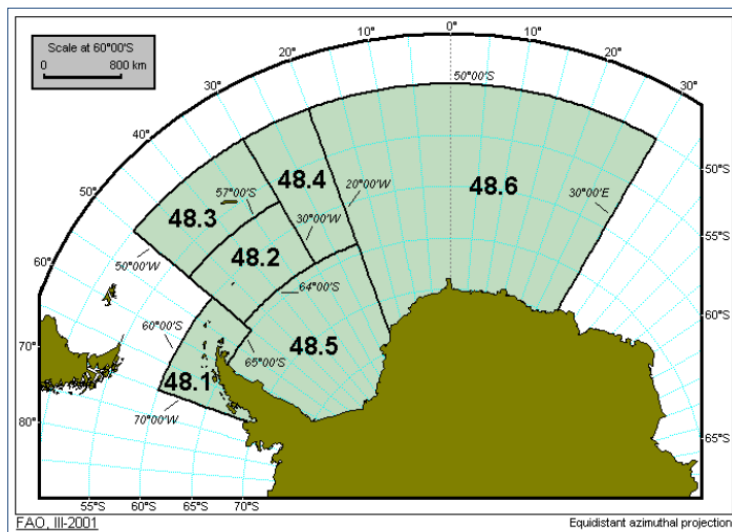 Scale at 60°00'S
0 800 km
30° 20° 10° 0° 10° 20° 30°
40°
50°
60°
70°
80°
50°00'S
48.4
20°00'W
48.6
57°00'S
48.3
30°00'W
30°00'E
48.2
50°00'W
64°00'S
60°00'S
65°00'S
48.5
48.1
70°00'W
50°S
55°S
60°S
65°S
55°S 60°S 65°S 70°S
FAO, III-2001
Equidistant azimuthal projection